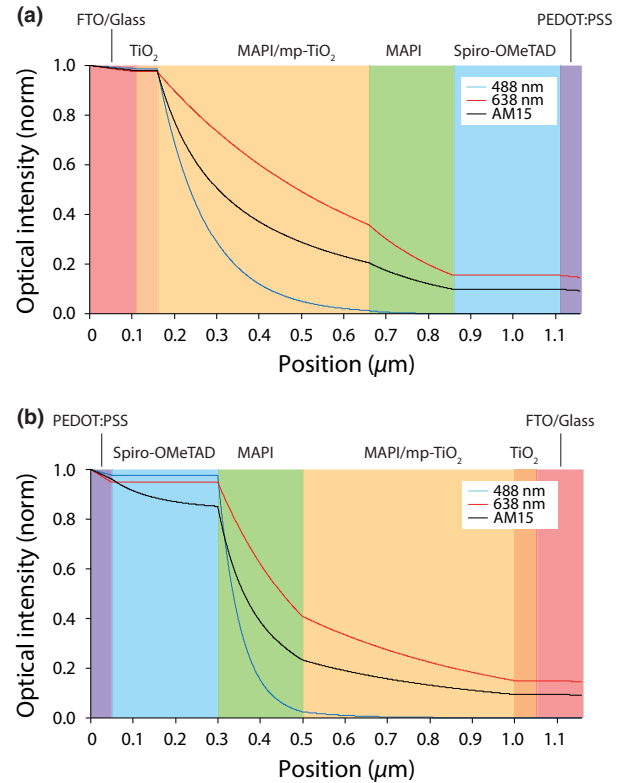 (a)
FTO/Glass
PEDOT:PSS
TiO2
MAPI/mp-TiO2
MAPI
Spiro-OMeTAD
1.0
0.8
0.6
0.4
0.2
0.0
Optical intensity (norm)
488 nm
638 nm
AM15
0 0.1 0.2 0.3 0.4 0.5 0.6 0.7 0.8 0.9 1.0 1.1
Position (µm)
(b)
PEDOT:PSS
FTO/Glass
Spiro-OMeTAD
MAPI
MAPI/mp-TiO2
TiO2
1.0
0.8
0.6
0.4
0.2
0.0
Optical intensity (norm)
488 nm
638 nm
AM15
0 0.1 0.2 0.3 0.4 0.5 0.6 0.7 0.8 0.9 1.0 1.1
Position (µm)